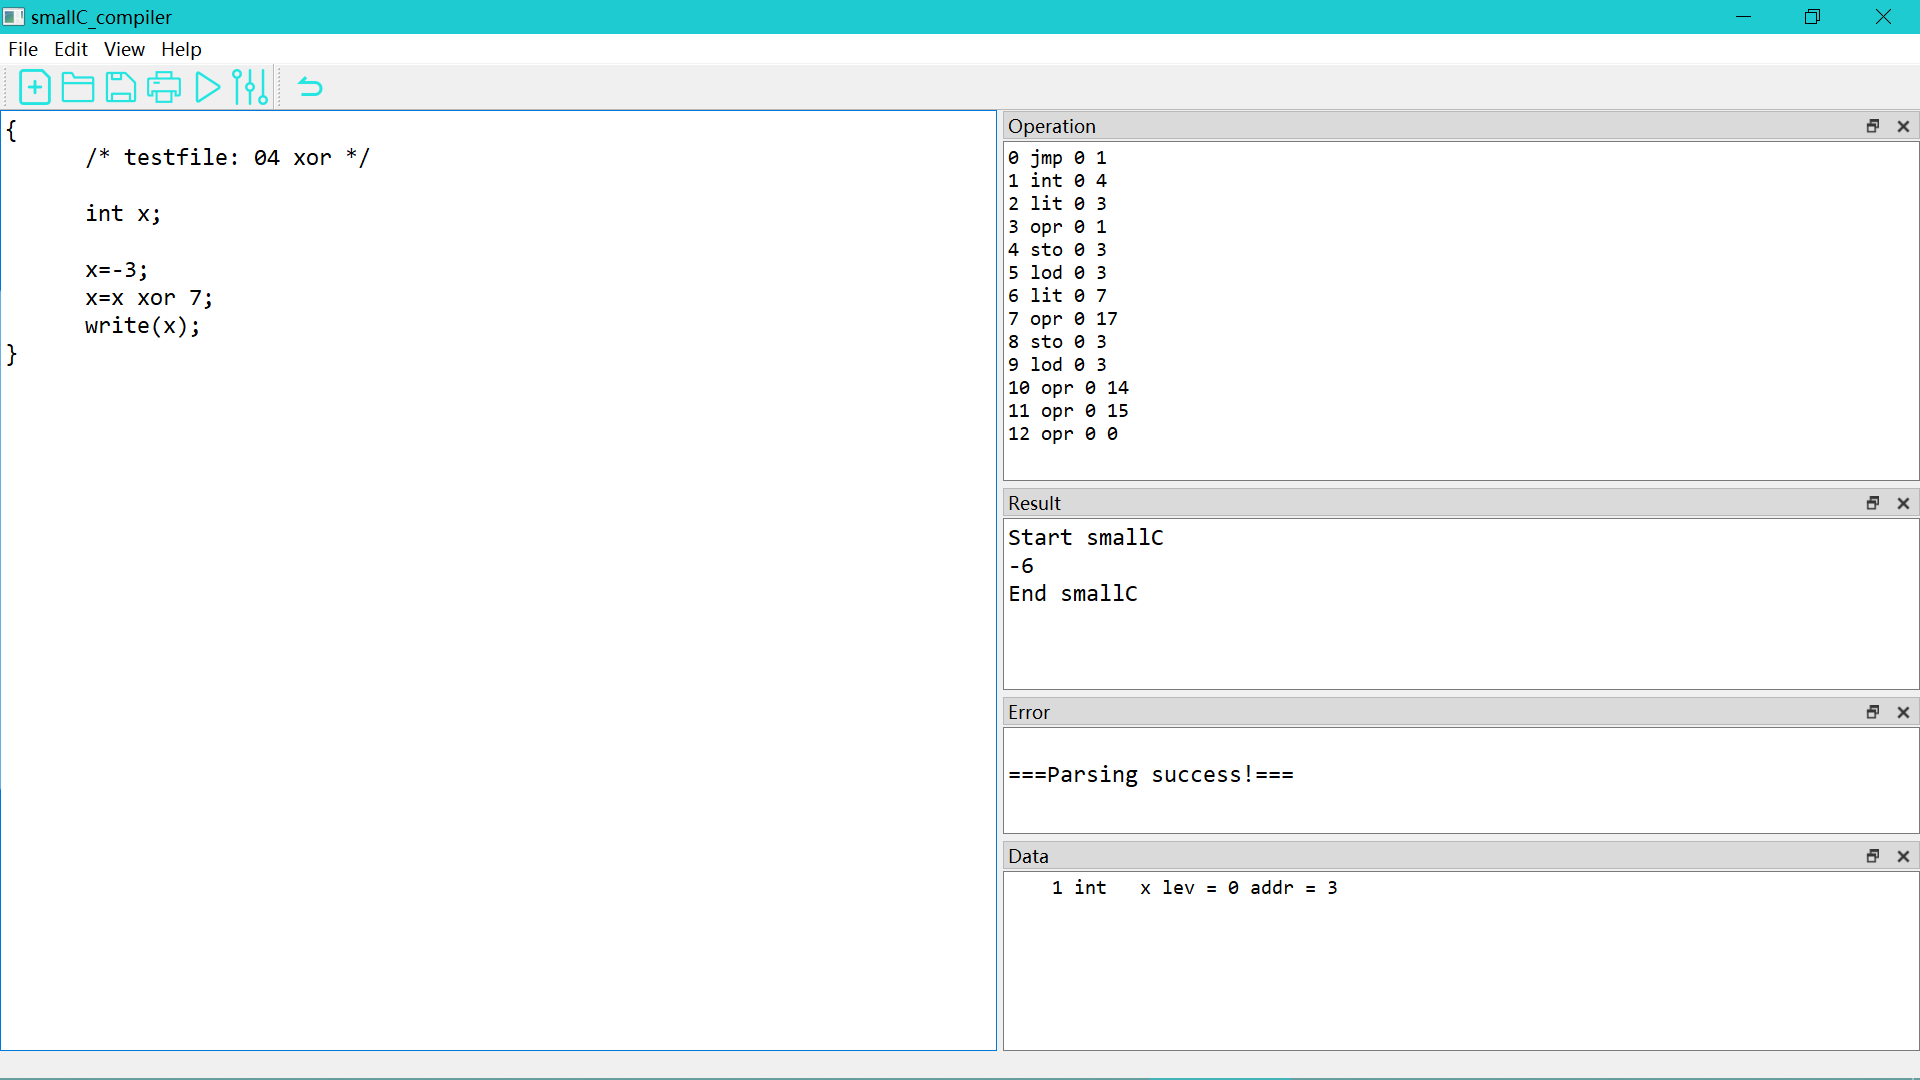 smallC_compiler
File Edit View Help
{
/* testfile: 04 xor */
int x;
x=-3;
x=x xor 7;
write(x);
}
Operation
0 jmp 0 1
1 int 0 4
2 lit 0 3
3 opr 0 1
4 sto 0 3
5 lod 0 3
6 lit 0 7
7 opr 0 17
8 sto 0 3
9 lod 0 3
10 opr 0 14
11 opr 0 15
12 opr 0 0
Result
Start smallC
-6
End smallC
Error
===Parsing success!===
Data
1 int x lev = 0 addr = 3